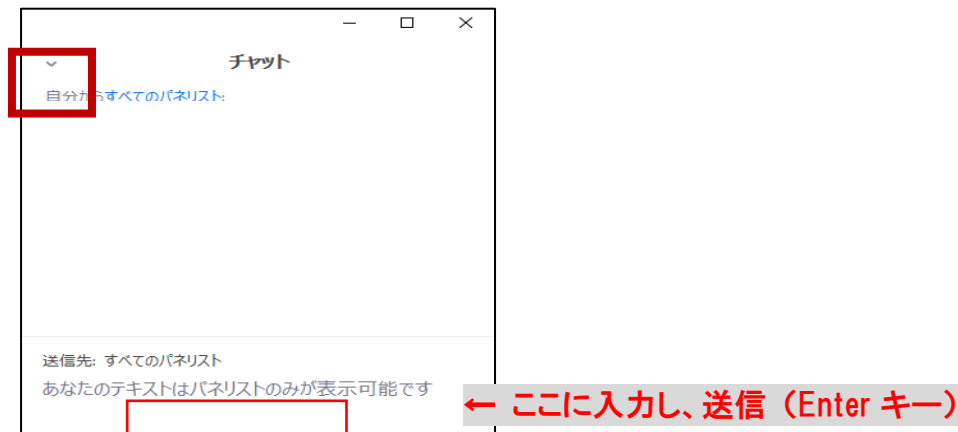 チャット
自分からすべてのパネリスト:
送信先: すべてのパネリスト
あなたのテキストはパネリストのみが表示可能です
← ここに入力し、送信（Enter キー）